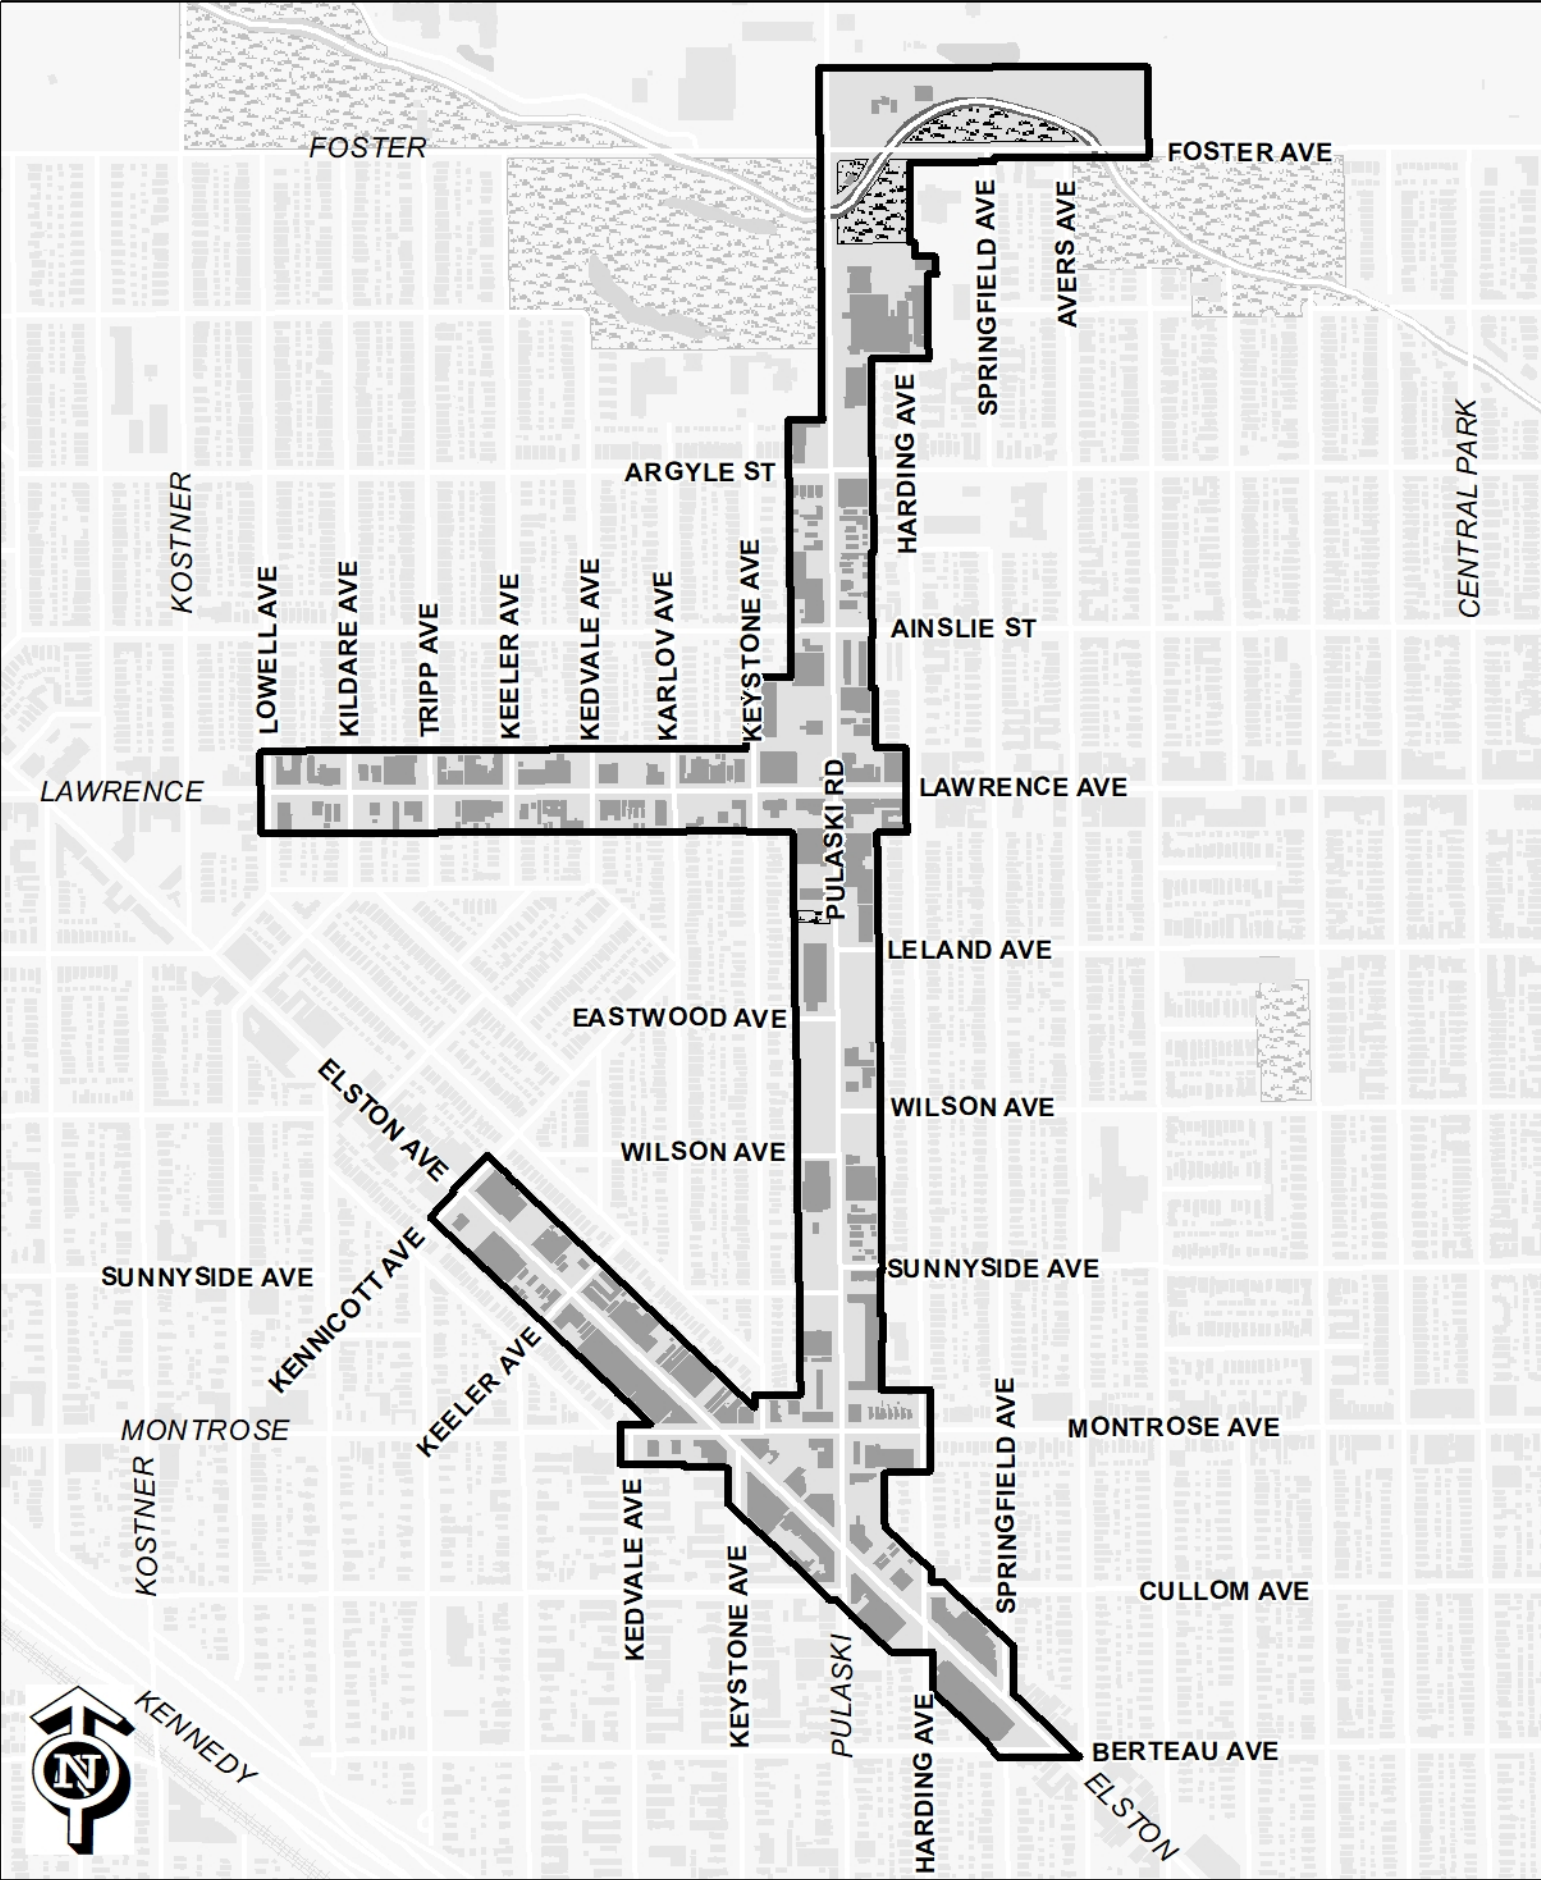 FOSTER
FOSTER AVE
SPRINGFIELD AVE
AVERS AVE
HARDING AVE
CENTRAL PARK
ARGYLE ST
KOSTNER
LOWELL AVE
KILDARE AVE
TRIPP AVE
KEELER AVE
KEDVALE AVE
KARLOV AVE
KEYSTONE AVE
AINSLIE ST
LAWRENCE
PULASKI RD
LAWRENCE AVE
LELAND AVE
EASTWOOD AVE
ELSTON AVE
WILSON AVE
WILSON AVE
SUNNYSIDE AVE
KENNICOTT AVE
SUNNYSIDE AVE
KEELER AVE
MONTROSE
SPRINGFIELD AVE
MONTROSE AVE
KOSTNER
KEDVALE AVE
KEYSTONE AVE
CULLOM AVE
PULASKI
HARDING AVE
KENNEDY
N
BERTEAU AVE
ELSTON